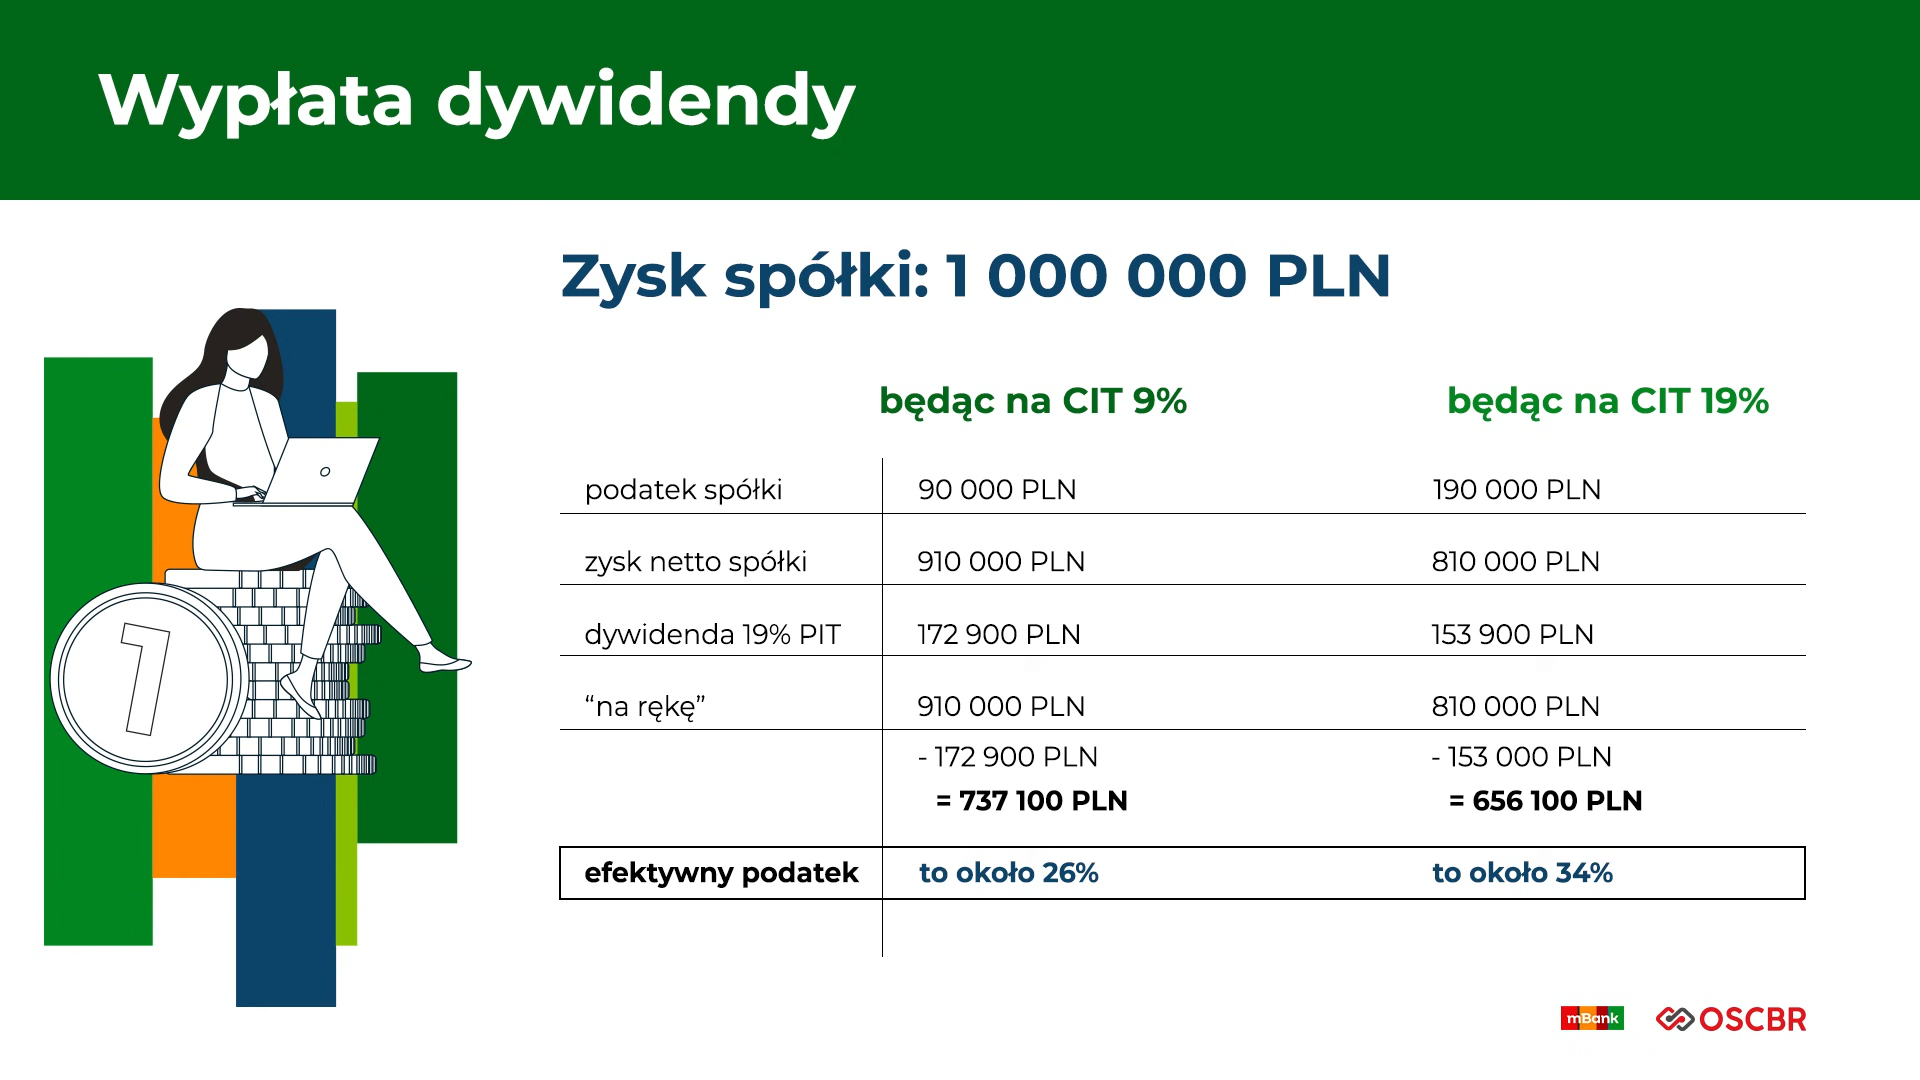 Wypłata dywidendy
Zysk spółki: 1 000 000 PLN
będąc na CIT 9% będąc na CIT 19%
podatek spółki 90 000 PLN 190 000 PLN
zysk netto spółki 910 000 PLN 810 000 PLN
dywidenda 19% PIT 172 900 PLN 153 900 PLN
“na rękę” 910 000 PLN 810 000 PLN
- 172 900 PLN - 153 000 PLN
= 737 100 PLN = 656 100 PLN
efektywny podatek to około 26% to około 34%
1
mBank OSCBR